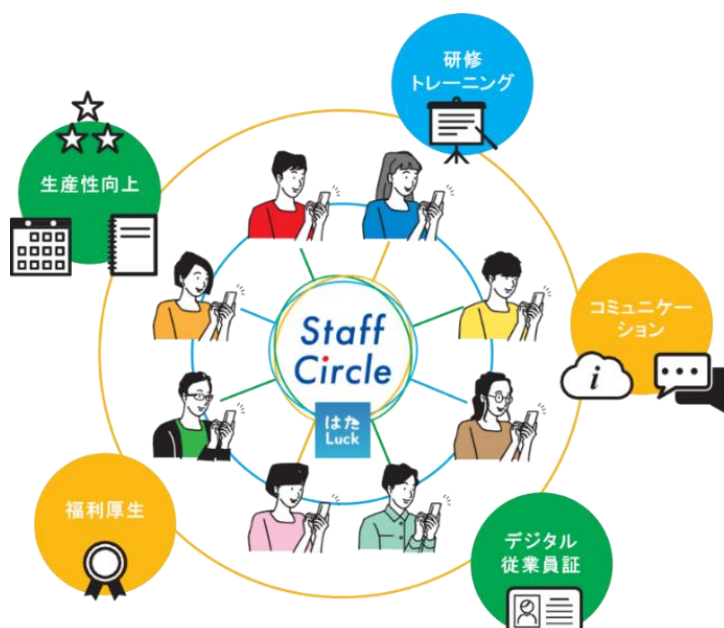 研修
トレーニング
生産性向上
コミュニケー
ション
Staff
Circle
はた
Luck
i
福利厚生
デジタル
従業員証